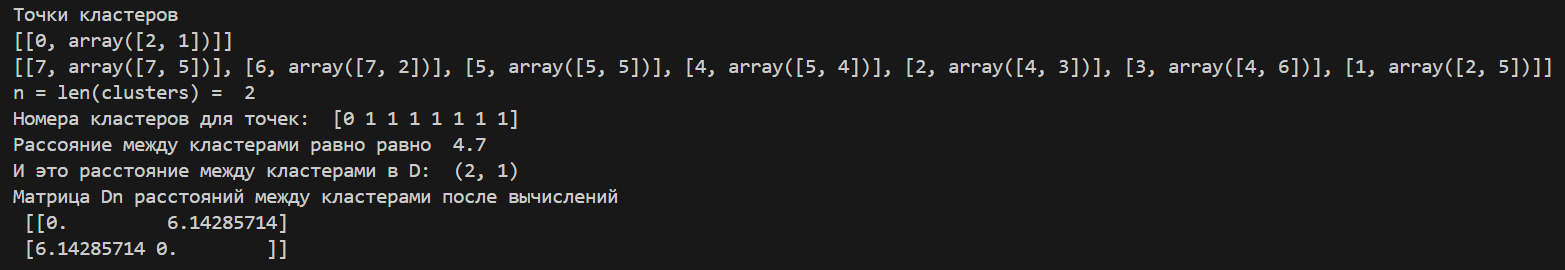 Точки кластеров
[[0, array([2, 1])]]
[[7, array([7, 5])], [6, array([7, 2])], [5, array([5, 5])], [4, array([5, 4])], [2, array([4, 3])], [3, array([4, 6])], [1, array([2, 5])]]
n = len(clusters) =  2
Номера кластеров для точек:  [0 1 1 1 1 1 1 1]
Рассояние между кластерами равно равно  4.7
И это расстояние между кластерами в D:  (2, 1)
Матрица Dn расстояний между кластерами после вычислений
 [[0.         6.14285714]
 [6.14285714 0.        ]]